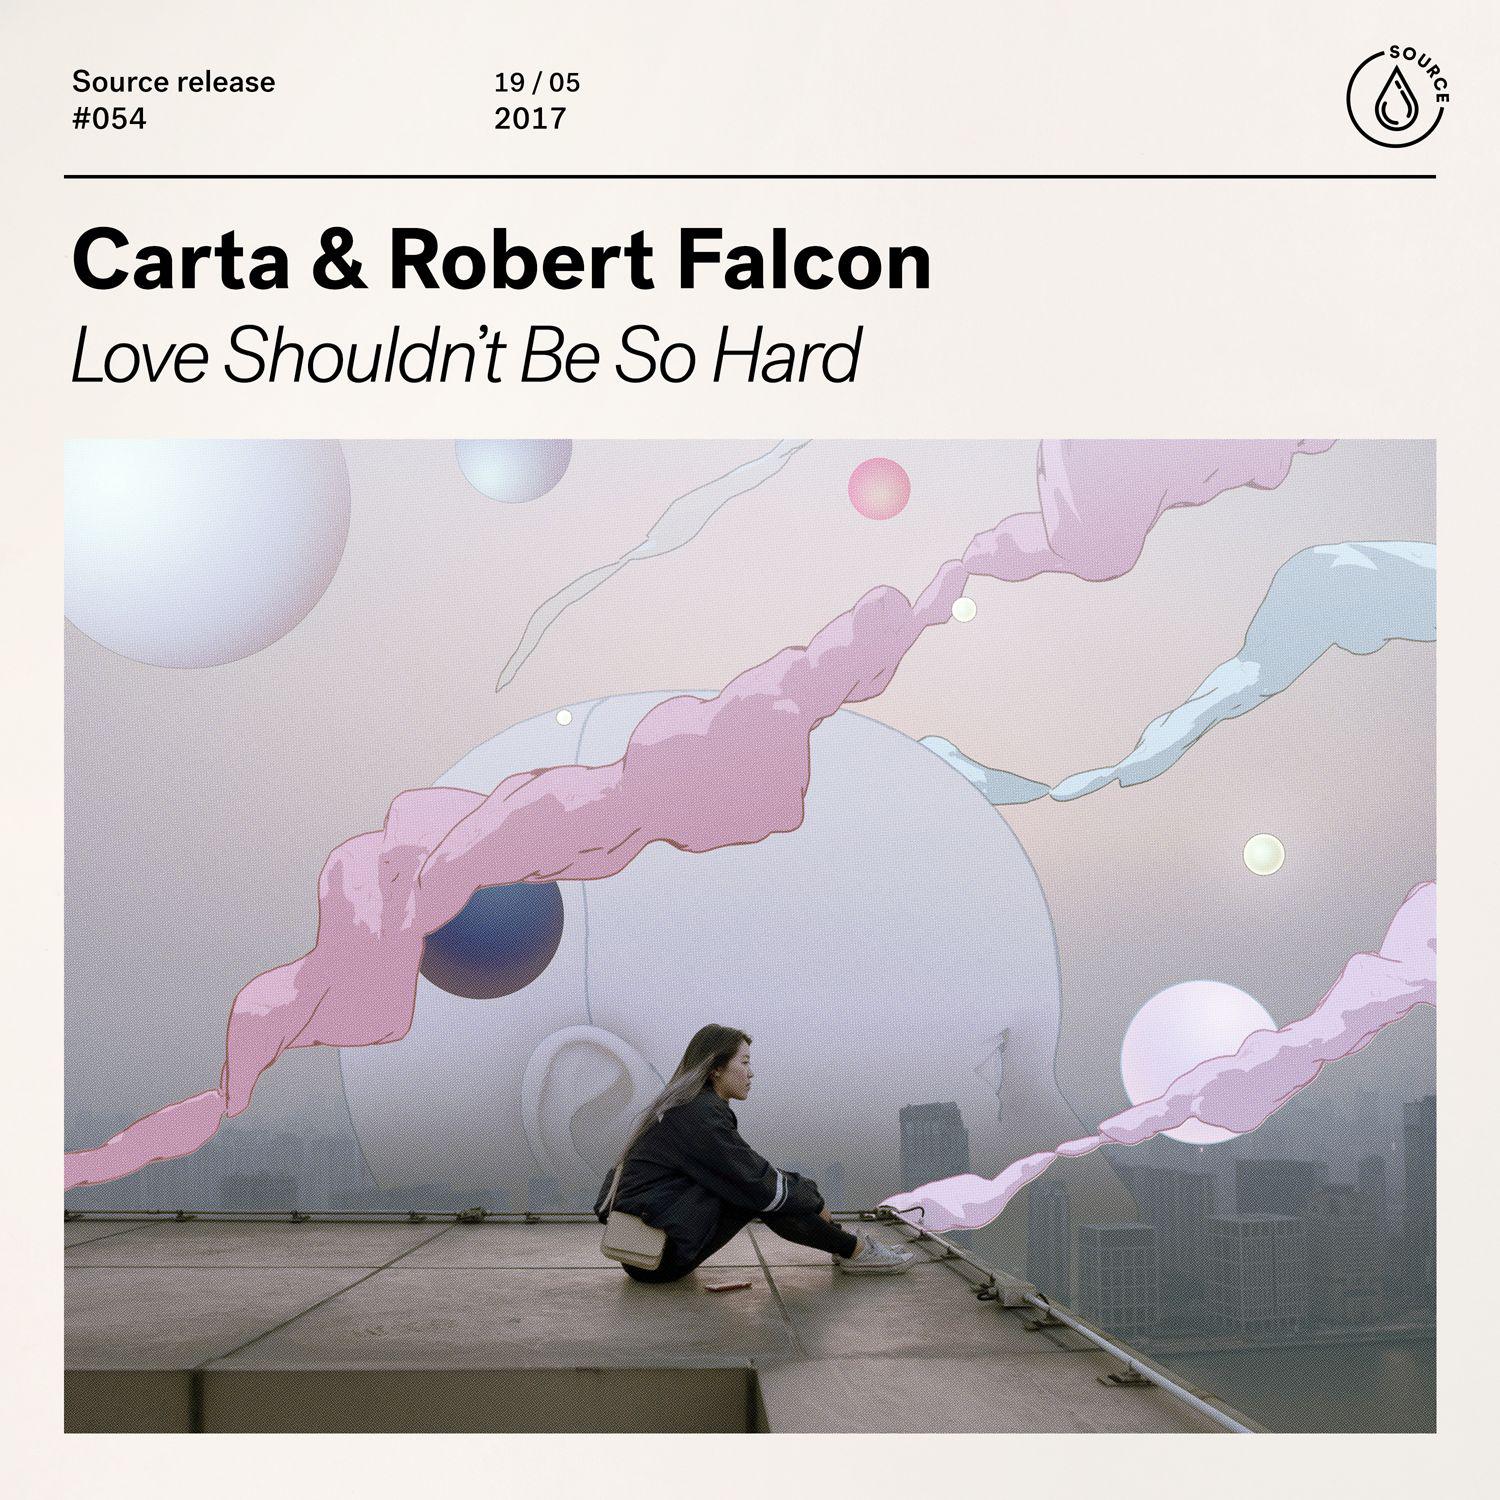 Source release
#054
19 / 05
2017
SOURCE
Carta & Robert Falcon
Love Shouldn’t Be So Hard